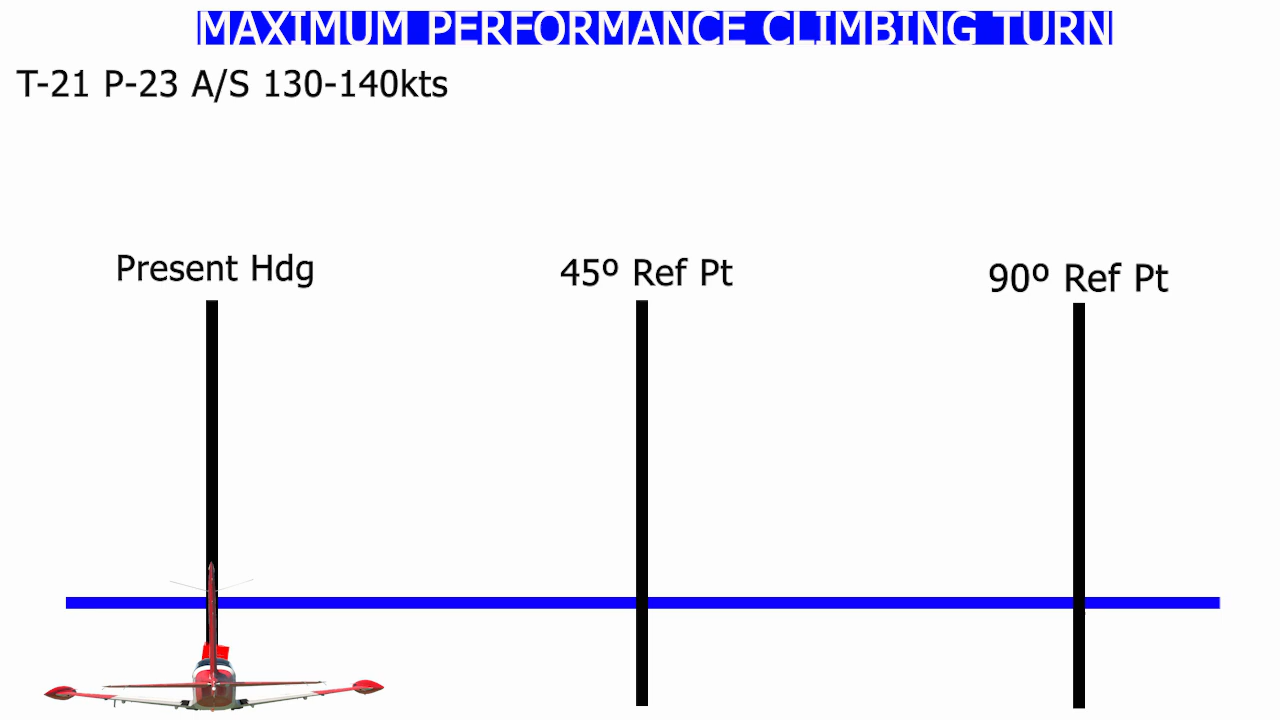 MAXIMUM PERFORMANCE CLIMBING TURN
T-21 P-23 A/S 130-140kts
Present Hdg
45º Ref Pt
90º Ref Pt